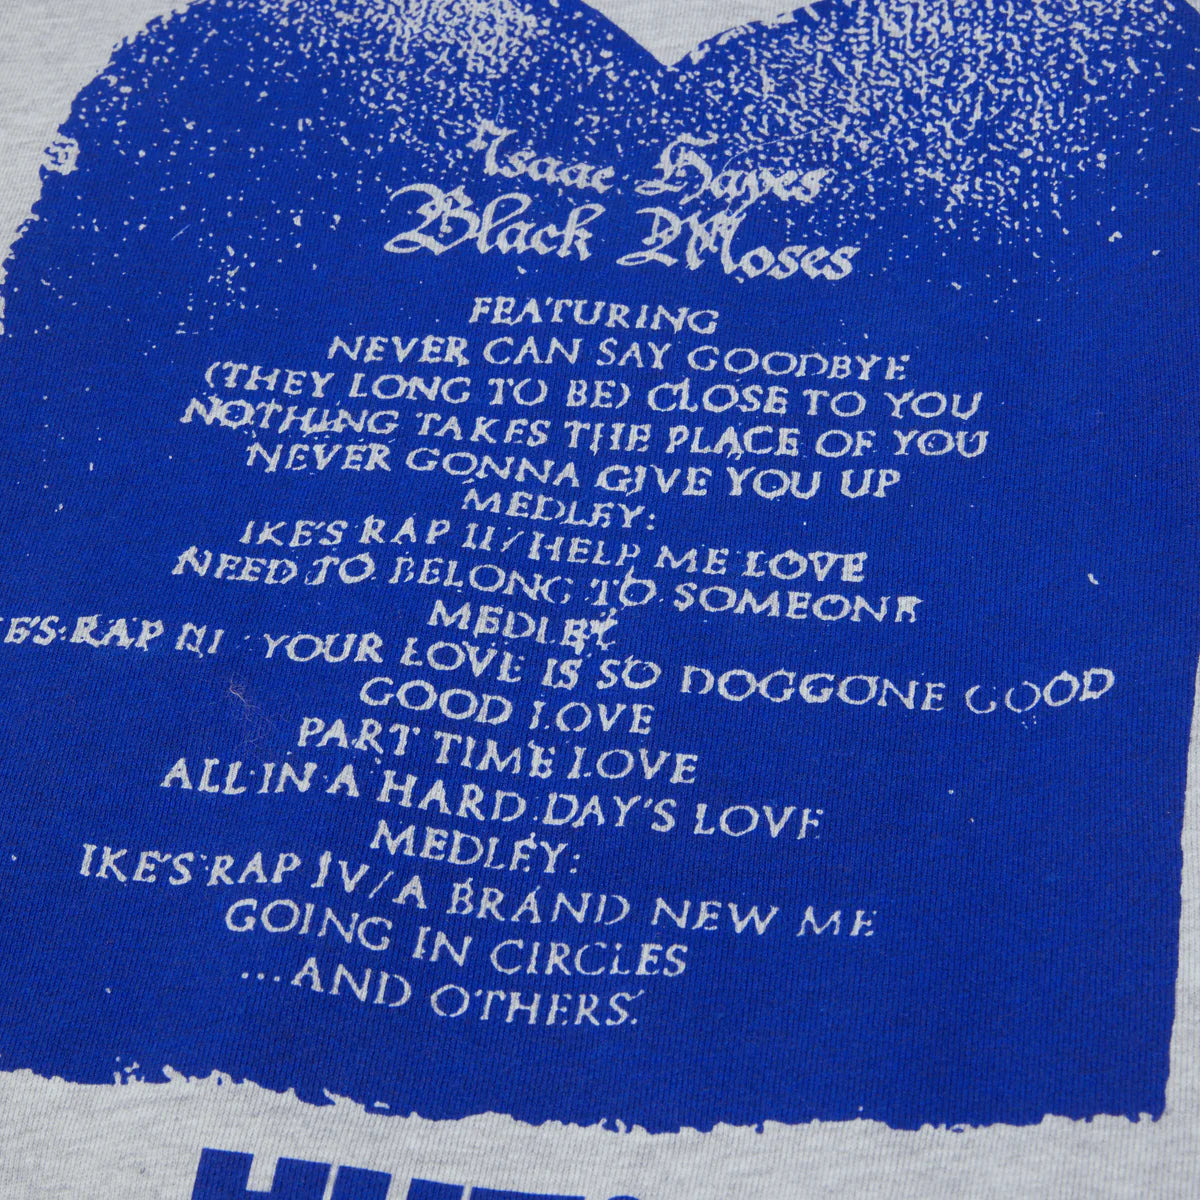 Isaac Hayes
Black Moses
FEATURING
NEVER CAN SAY GOODBYE
(THEY LONG TO BE) CLOSE TO YOU
NOTHING TAKES THE PLACE OF YOU
NEVER GONNA GIVE YOU UP
MEDLEY:
IKE'S RAP II/HELP ME LOVE
NEED TO BELONG TO SOMEONE
MEDLEY
E'S RAP III YOUR LOVE IS SO DOGGONE GOOD
GOOD LOVE
PART TIME LOVE
ALL IN A HARD DAY'S LOVE
MEDLEY:
IKE'S RAP IV/A BRAND NEW ME
GOING IN CIRCLES
...AND OTHERS.